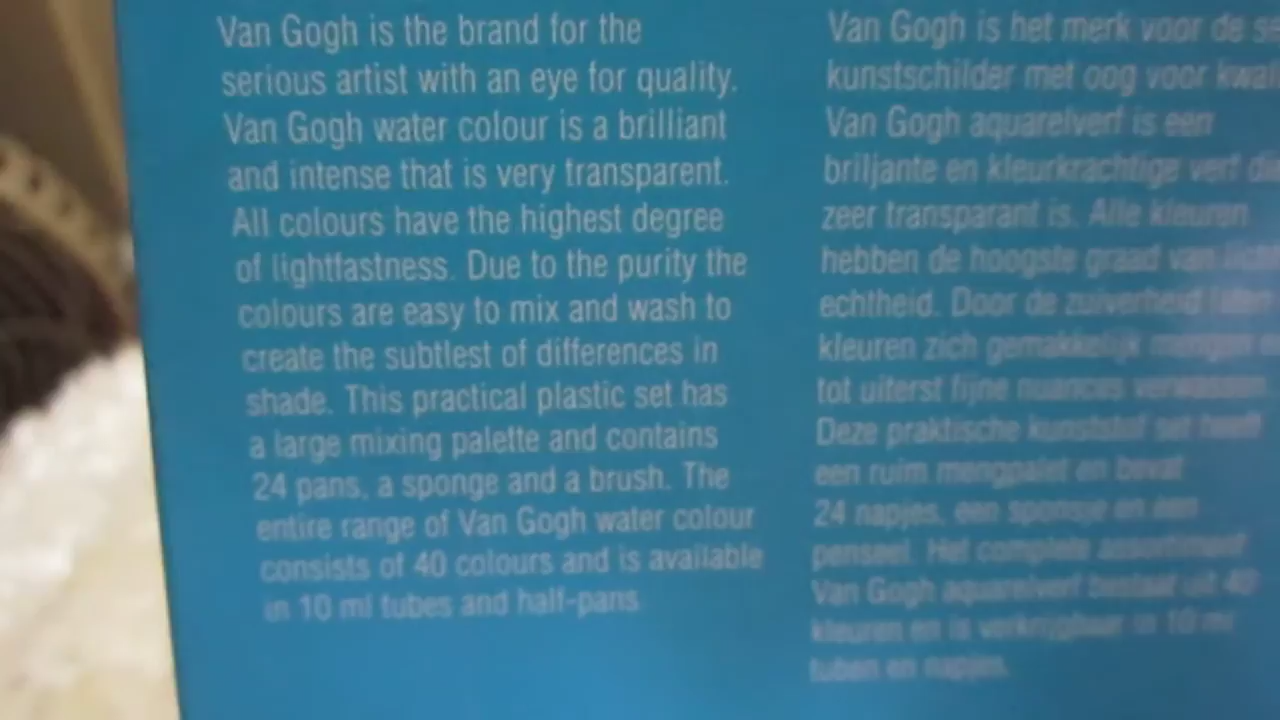 Van Gogh is the brand for the
serious artist with an eye for quality.
Van Gogh water colour is a brilliant
and intense that is very transparent.
All colours have the highest degree
of lightfastness. Due to the purity the
colours are easy to mix and wash to
create the subtlest of differences in
shade. This practical plastic set has
a large mixing palette and contains
24 pans, a sponge and a brush. The
entire range of Van Gogh water colour
consists of 40 colours and is available
in 10 ml tubes and half-pans
Van Gogh is het merk voor de
kunstschilder met oog voor
Van Gogh aquarelverf is een
briljante en kleurkrachtige verf
zeer transparant is. Alle kleuren
hebben de hoogste graad van
echtheid. Door de zuiverheid
kleuren zich gemakkelijk mengen
tot uiterst fijne nuances verwassen.
Deze praktische kunststof set heeft
een ruim mengpalet en bevat
24 napjes, een sponsje en een
penseel. Het complete assortiment
Van Gogh aquarelverf bestaat uit 40
kleuren en is verkrijgbaar in 10 ml
tuben en napjes.